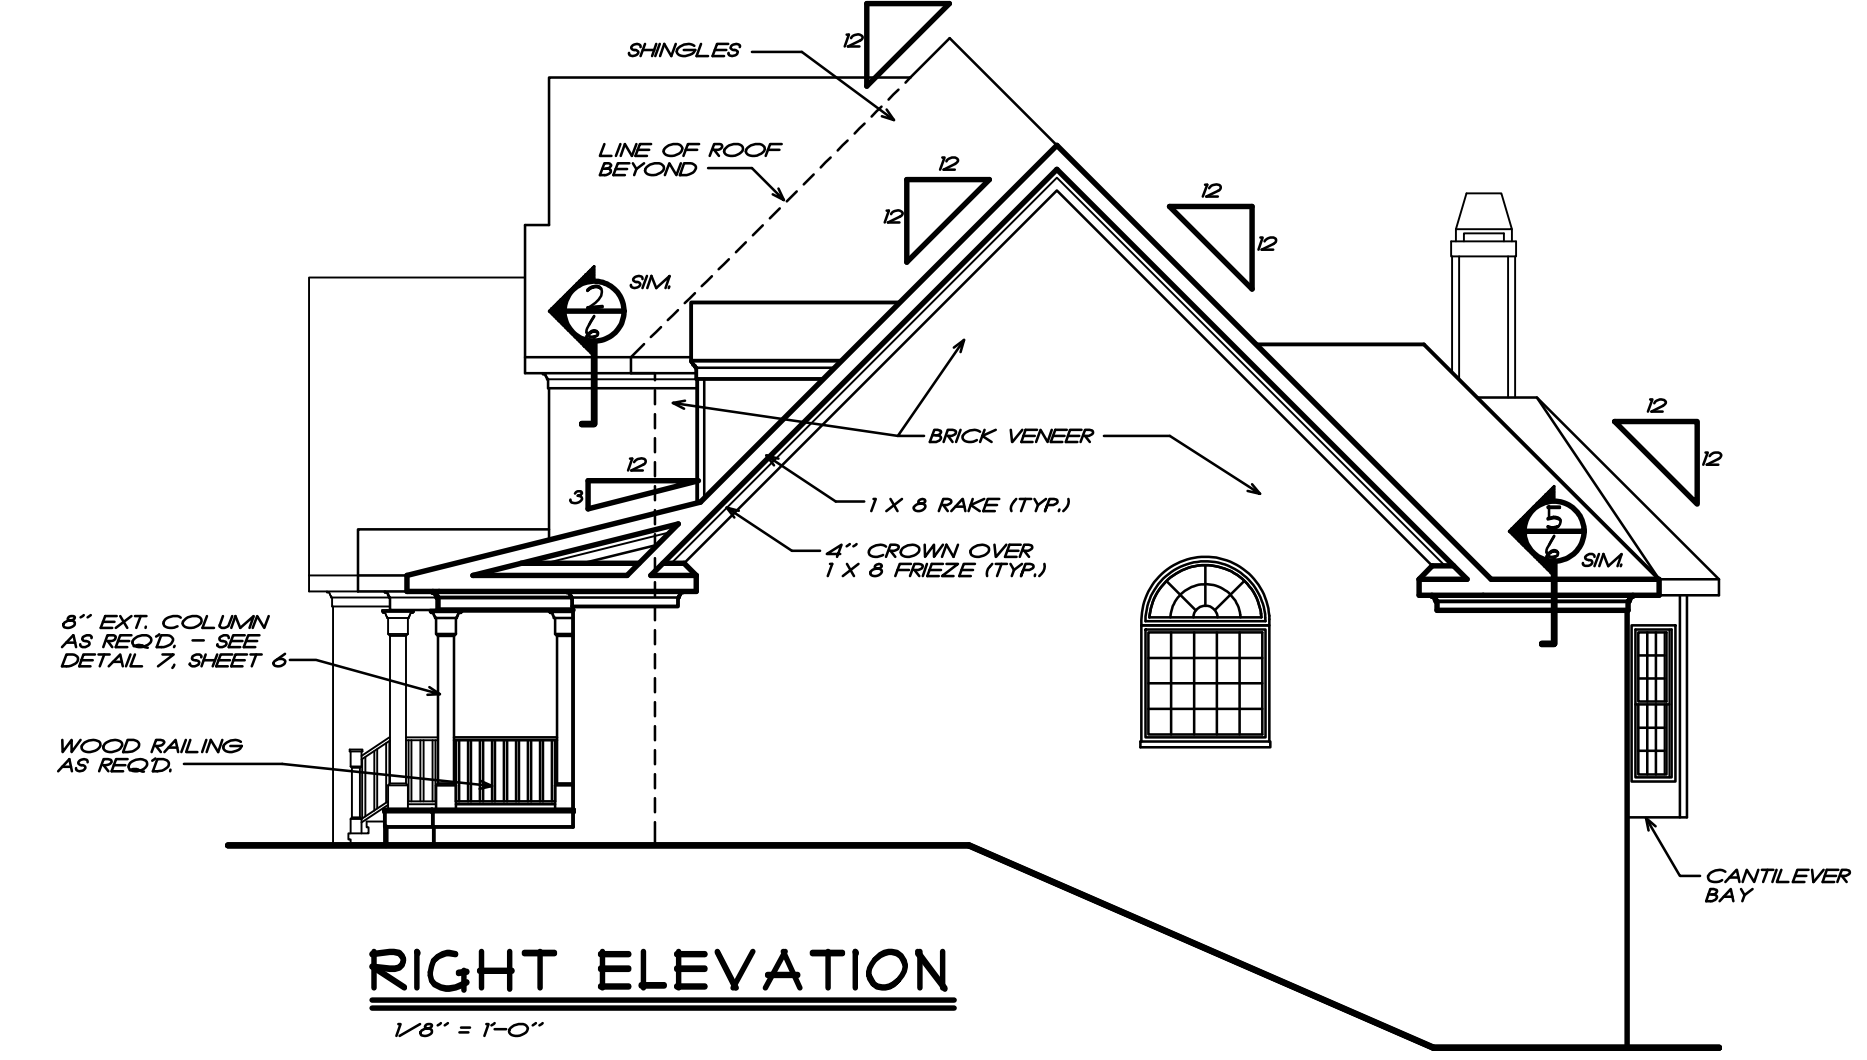 12
SHINGLES
LINE OF ROOF
BEYOND
12
12
12
12
2
6
SIM.
12
12
BRICK VENEER
12
3
1 X 8 RAKE (TYP.)
4" CROWN OVER
1 X 8 FRIEZE (TYP.)
5
6
SIM.
8" EXT. COLUMN
AS REQ'D. - SEE
DETAIL 7, SHEET 6
WOOD RAILING
AS REQ'D.
CANTILEVER
BAY
RIGHT ELEVATION
1/8" = 1'-0"